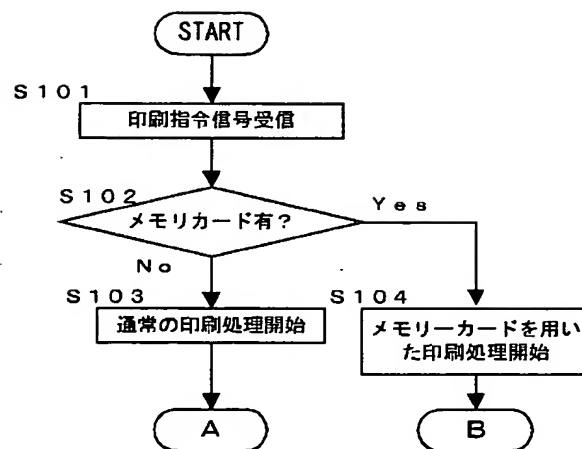 START
S101
印刷指令信号受信
S102
メモリカード有？
Yes
No
S103
通常の印刷処理開始
S104
メモリーカードを用い
た印刷処理開始
A
B